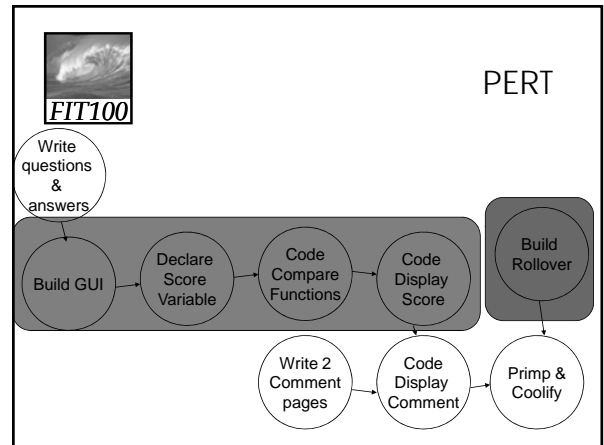 FIT100
PERT
Write
questions
&
answers
Build GUI
Declare
Score
Variable
Code
Compare
Functions
Code
Display
Score
Build
Rollover
Write 2
Comment
pages
Code
Display
Comment
Primp &
Coolify